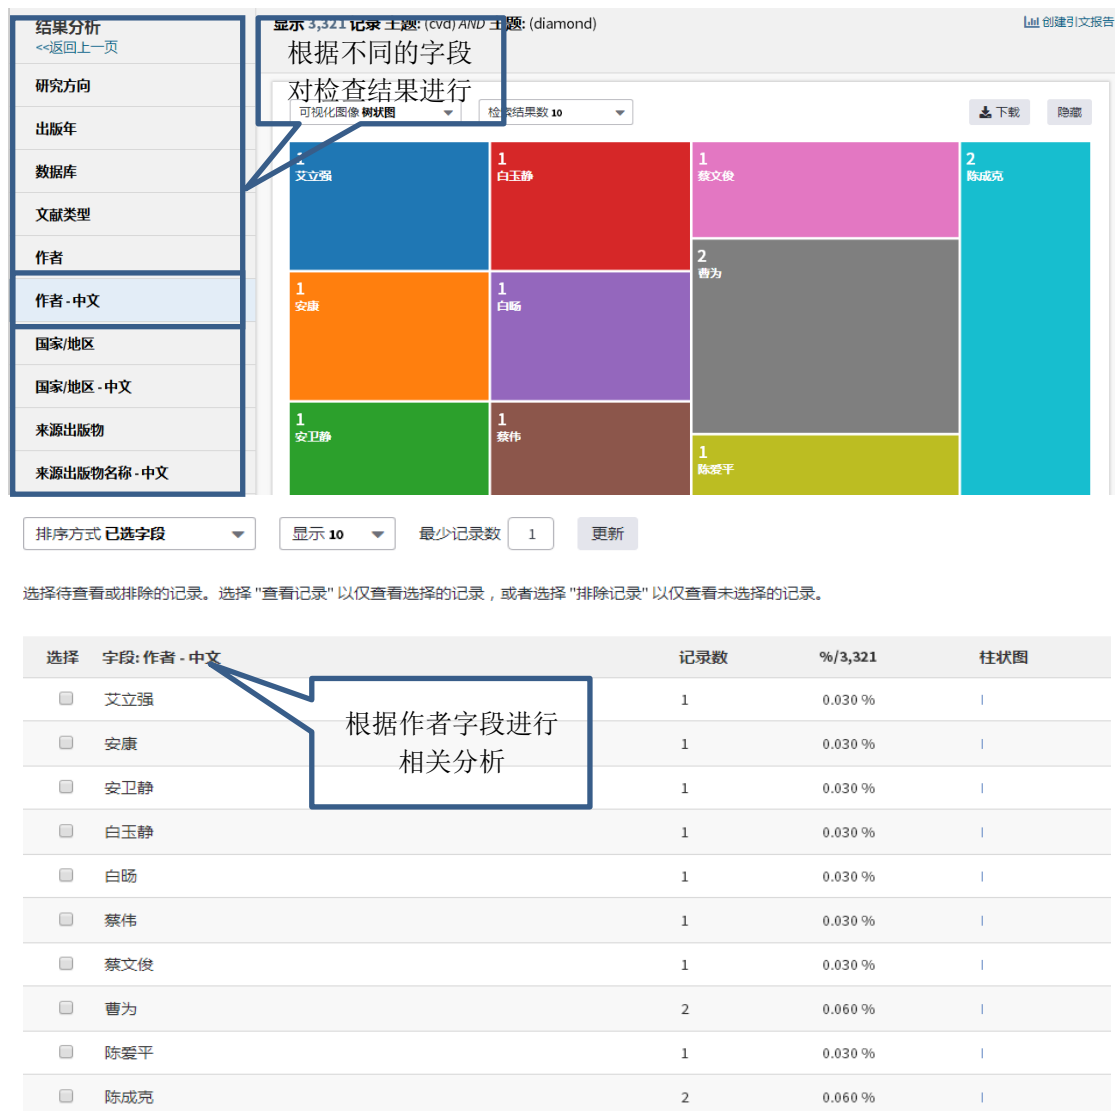 结果分析
<<返回上一页
研究方向
出版年
数据库
文献类型
作者
作者 - 中文
国家/地区
国家/地区 - 中文
来源出版物
来源出版物名称 - 中文
显示 3,321 记录 主题: (cvd) AND 主题: (diamond)
创建引文报告
根据不同的字段
对检查结果进行
可视化图像 树状图
检索结果数 10
下载
隐藏
1
艾立强
1
白玉静
1
蔡文俊
2
陈成克
2
曹为
1
安康
1
白旸
1
安卫静
1
蔡伟
1
陈爱平
排序方式 已选字段
显示 10
最少记录数 1
更新
选择待查看或排除的记录。选择 "查看记录" 以仅查看选择的记录，或者选择 "排除记录" 以仅查看未选择的记录。
选择 字段: 作者 - 中文 记录数 %/3,321 柱状图
根据作者字段进行
相关分析
艾立强 1 0.030 %
安康 1 0.030 %
安卫静 1 0.030 %
白玉静 1 0.030 %
白旸 1 0.030 %
蔡伟 1 0.030 %
蔡文俊 1 0.030 %
曹为 2 0.060 %
陈爱平 1 0.030 %
陈成克 2 0.060 %